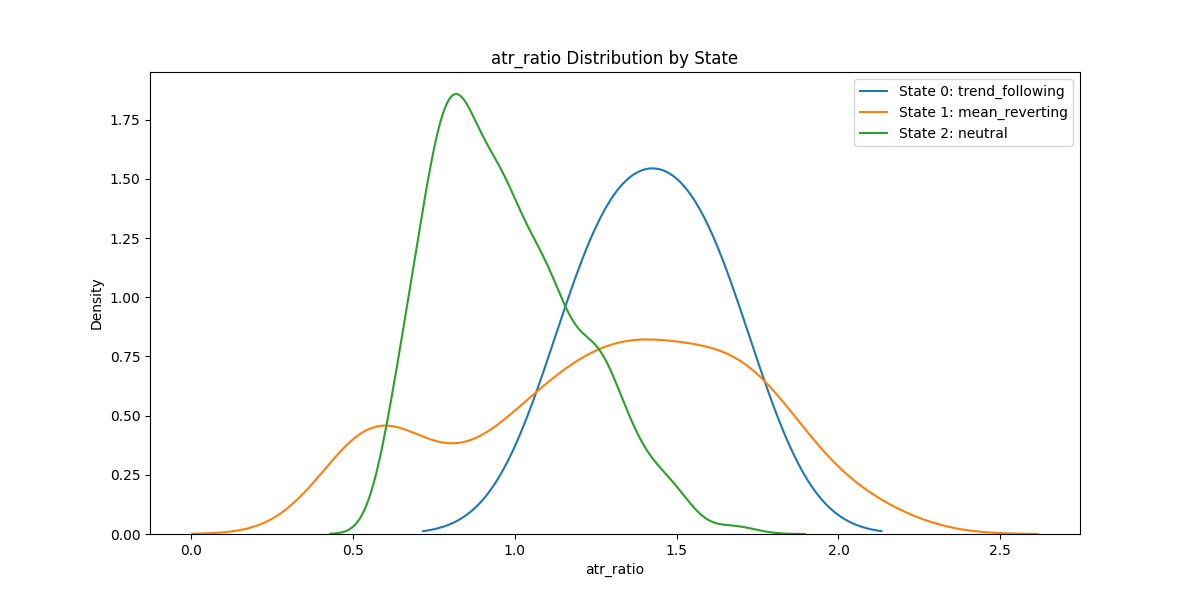 atr_ratio Distribution by State
State 0: trend_following
State 1: mean_reverting
State 2: neutral
Density
1.75
1.50
1.25
1.00
0.75
0.50
0.25
0.00
0.0 0.5 1.0 1.5 2.0 2.5
atr_ratio